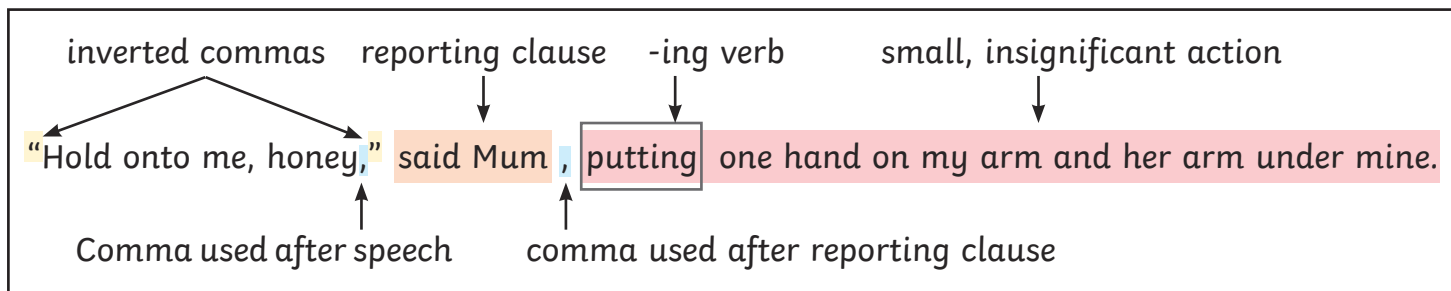 inverted commas reporting clause -ing verb small, insignificant action
“Hold onto me, honey,” said Mum , putting one hand on my arm and her arm under mine.
Comma used after speech comma used after reporting clause